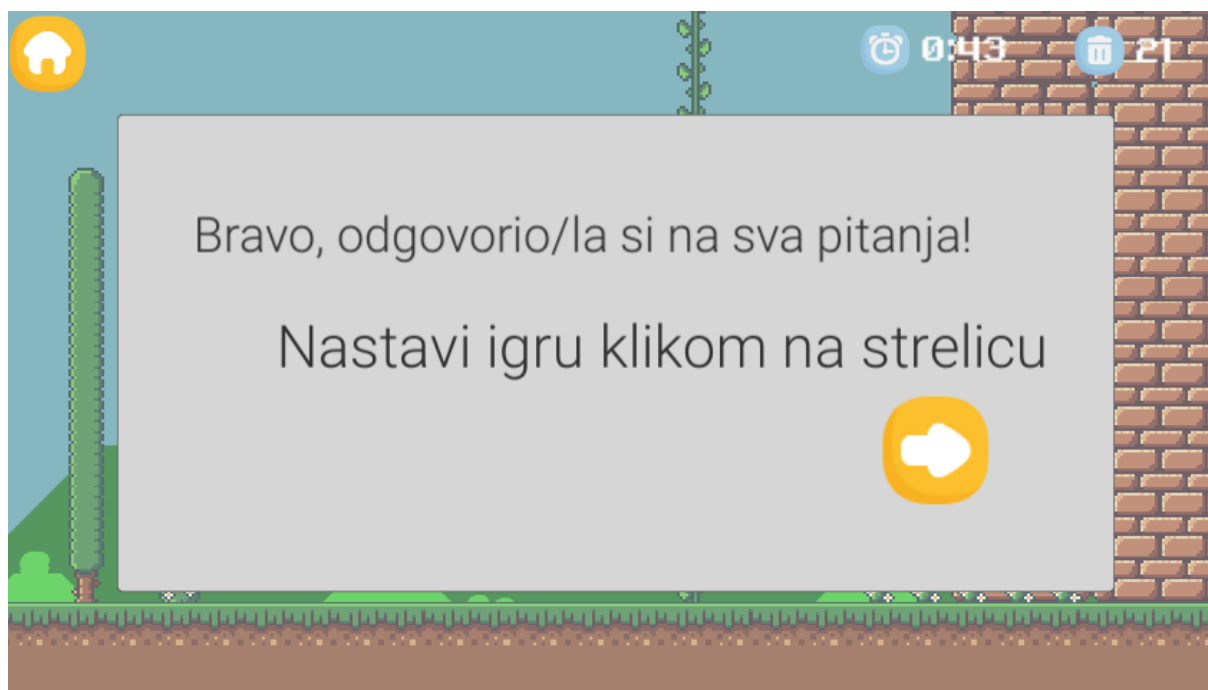 0:43 21
Bravo, odgovorio/la si na sva pitanja!
Nastavi igru klikom na strelicu